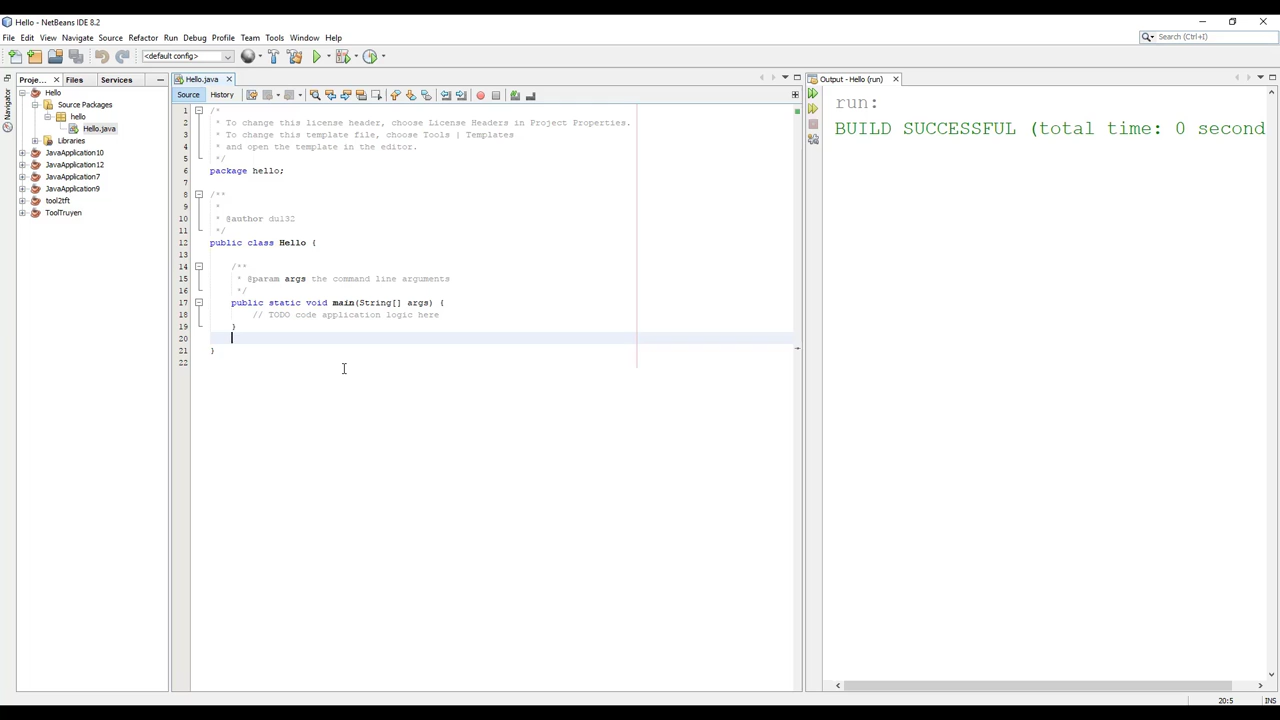 Hello - NetBeans IDE 8.2
File Edit View Navigate Source Refactor Run Debug Profile Team Tools Window Help
Search (Ctrl+I)
<default config>
Proje... Files Services
Hello.java
Output - Hello (run)
Navigator
Hello
Source Packages
hello
Hello.java
Libraries
JavaApplication10
JavaApplication12
JavaApplication7
JavaApplication9
tool2tft
ToolTruyen
Source History
1 /*
2 * To change this license header, choose License Headers in Project Properties.
3 * To change this template file, choose Tools | Templates
4 * and open the template in the editor.
5 */
6 package hello;
7
8 /**
9 *
10 * @author dul32
11 */
12 public class Hello {
13
14 /**
15 * @param args the command line arguments
16 */
17 public static void main(String[] args) {
18 // TODO code application logic here
19 }
20
21 }
22
run:
BUILD SUCCESSFUL (total time: 0 second
20:5 INS